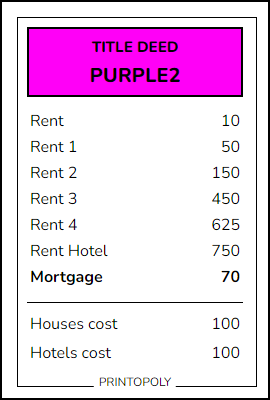 TITLE DEED
PURPLE2
Rent 10
Rent 1 50
Rent 2 150
Rent 3 450
Rent 4 625
Rent Hotel 750
Mortgage 70
Houses cost 100
Hotels cost 100
PRINTOPOLY